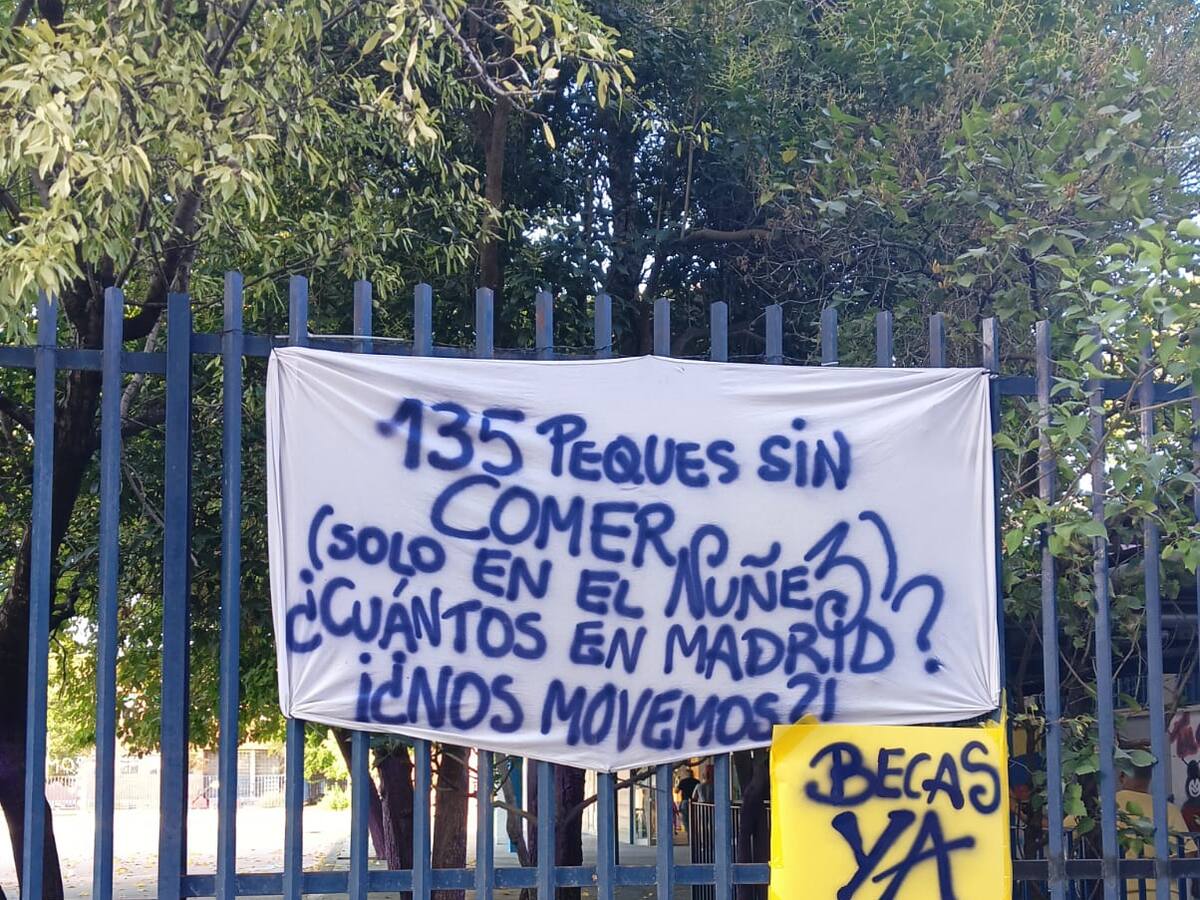 135 PEQUES SIN
COMER
(SOLO EN EL NUÑEZ)
¿CUÁNTOS EN MADRID?
¡¿NOS MOVEMOS?!
BECAS
YA